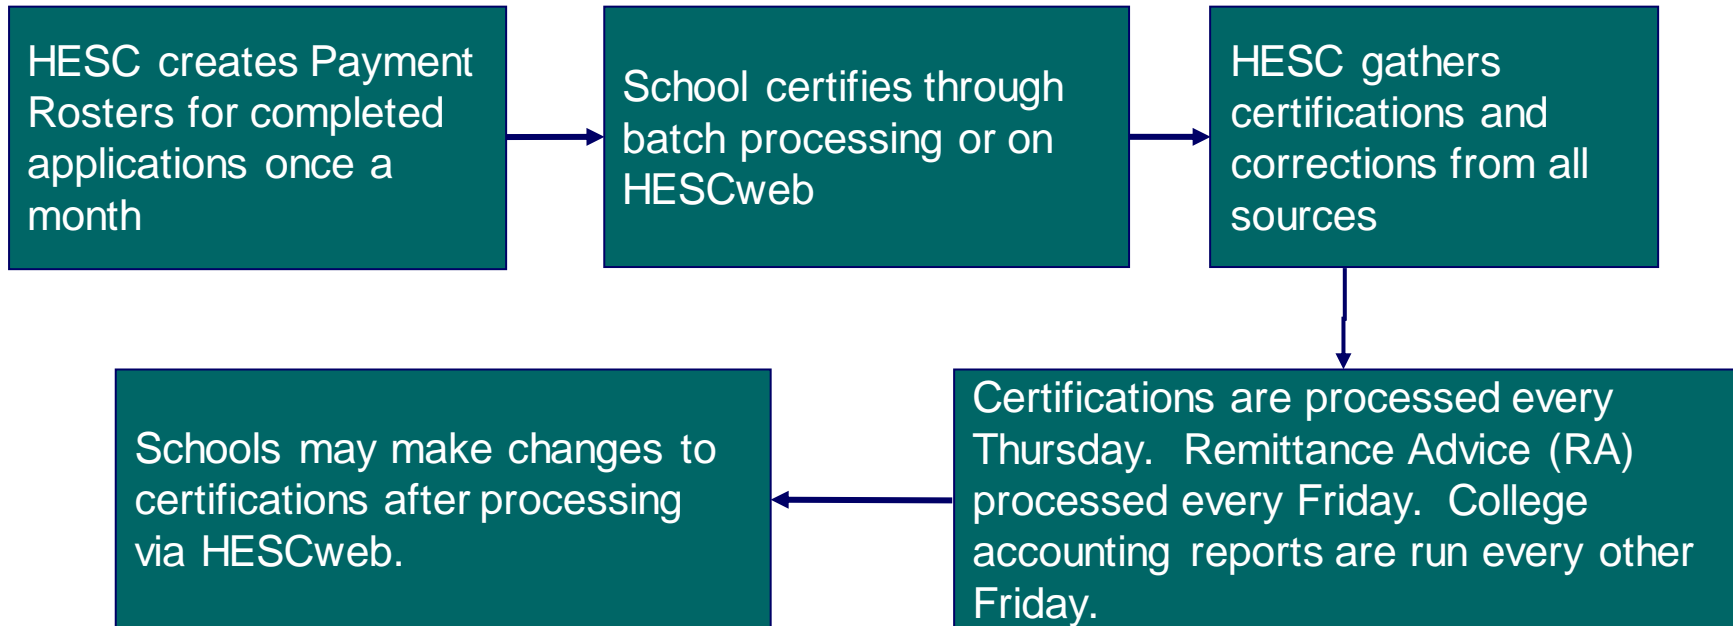 HESC creates Payment
Rosters for completed
applications once a
month
School certifies through
batch processing or on
HESCweb
HESC gathers
certifications and
corrections from all
sources
Certifications are processed every
Thursday.  Remittance Advice (RA)
processed every Friday.  College
accounting reports are run every other
Friday.
Schools may make changes to
certifications after processing
via HESCweb.